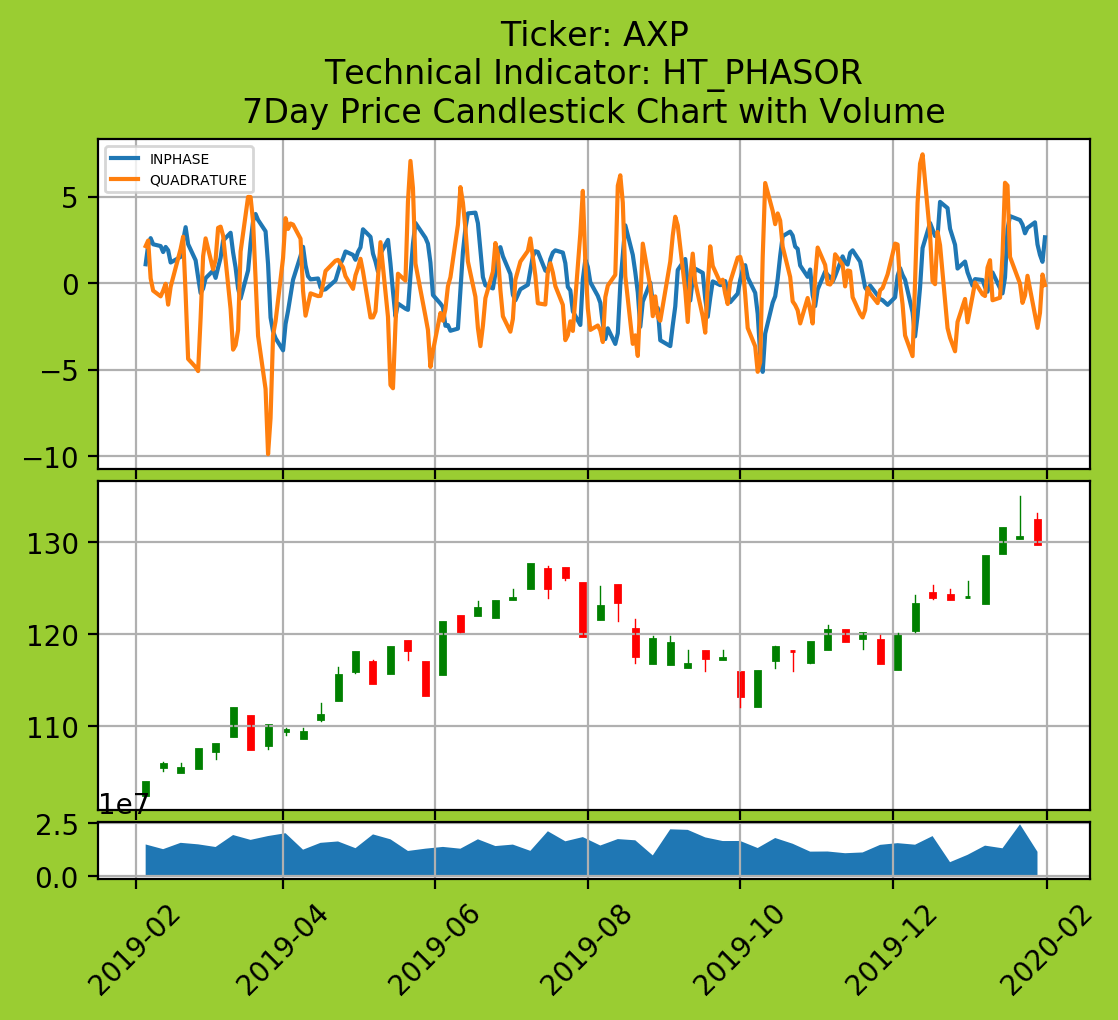 Ticker: AXP
Technical Indicator: HT_PHASOR
7Day Price Candlestick Chart with Volume
INPHASE
QUADRATURE
5
0
−5
−10
130
120
110
1e7
2.5
0.0
2019-02
2019-04
2019-06
2019-08
2019-10
2019-12
2020-02